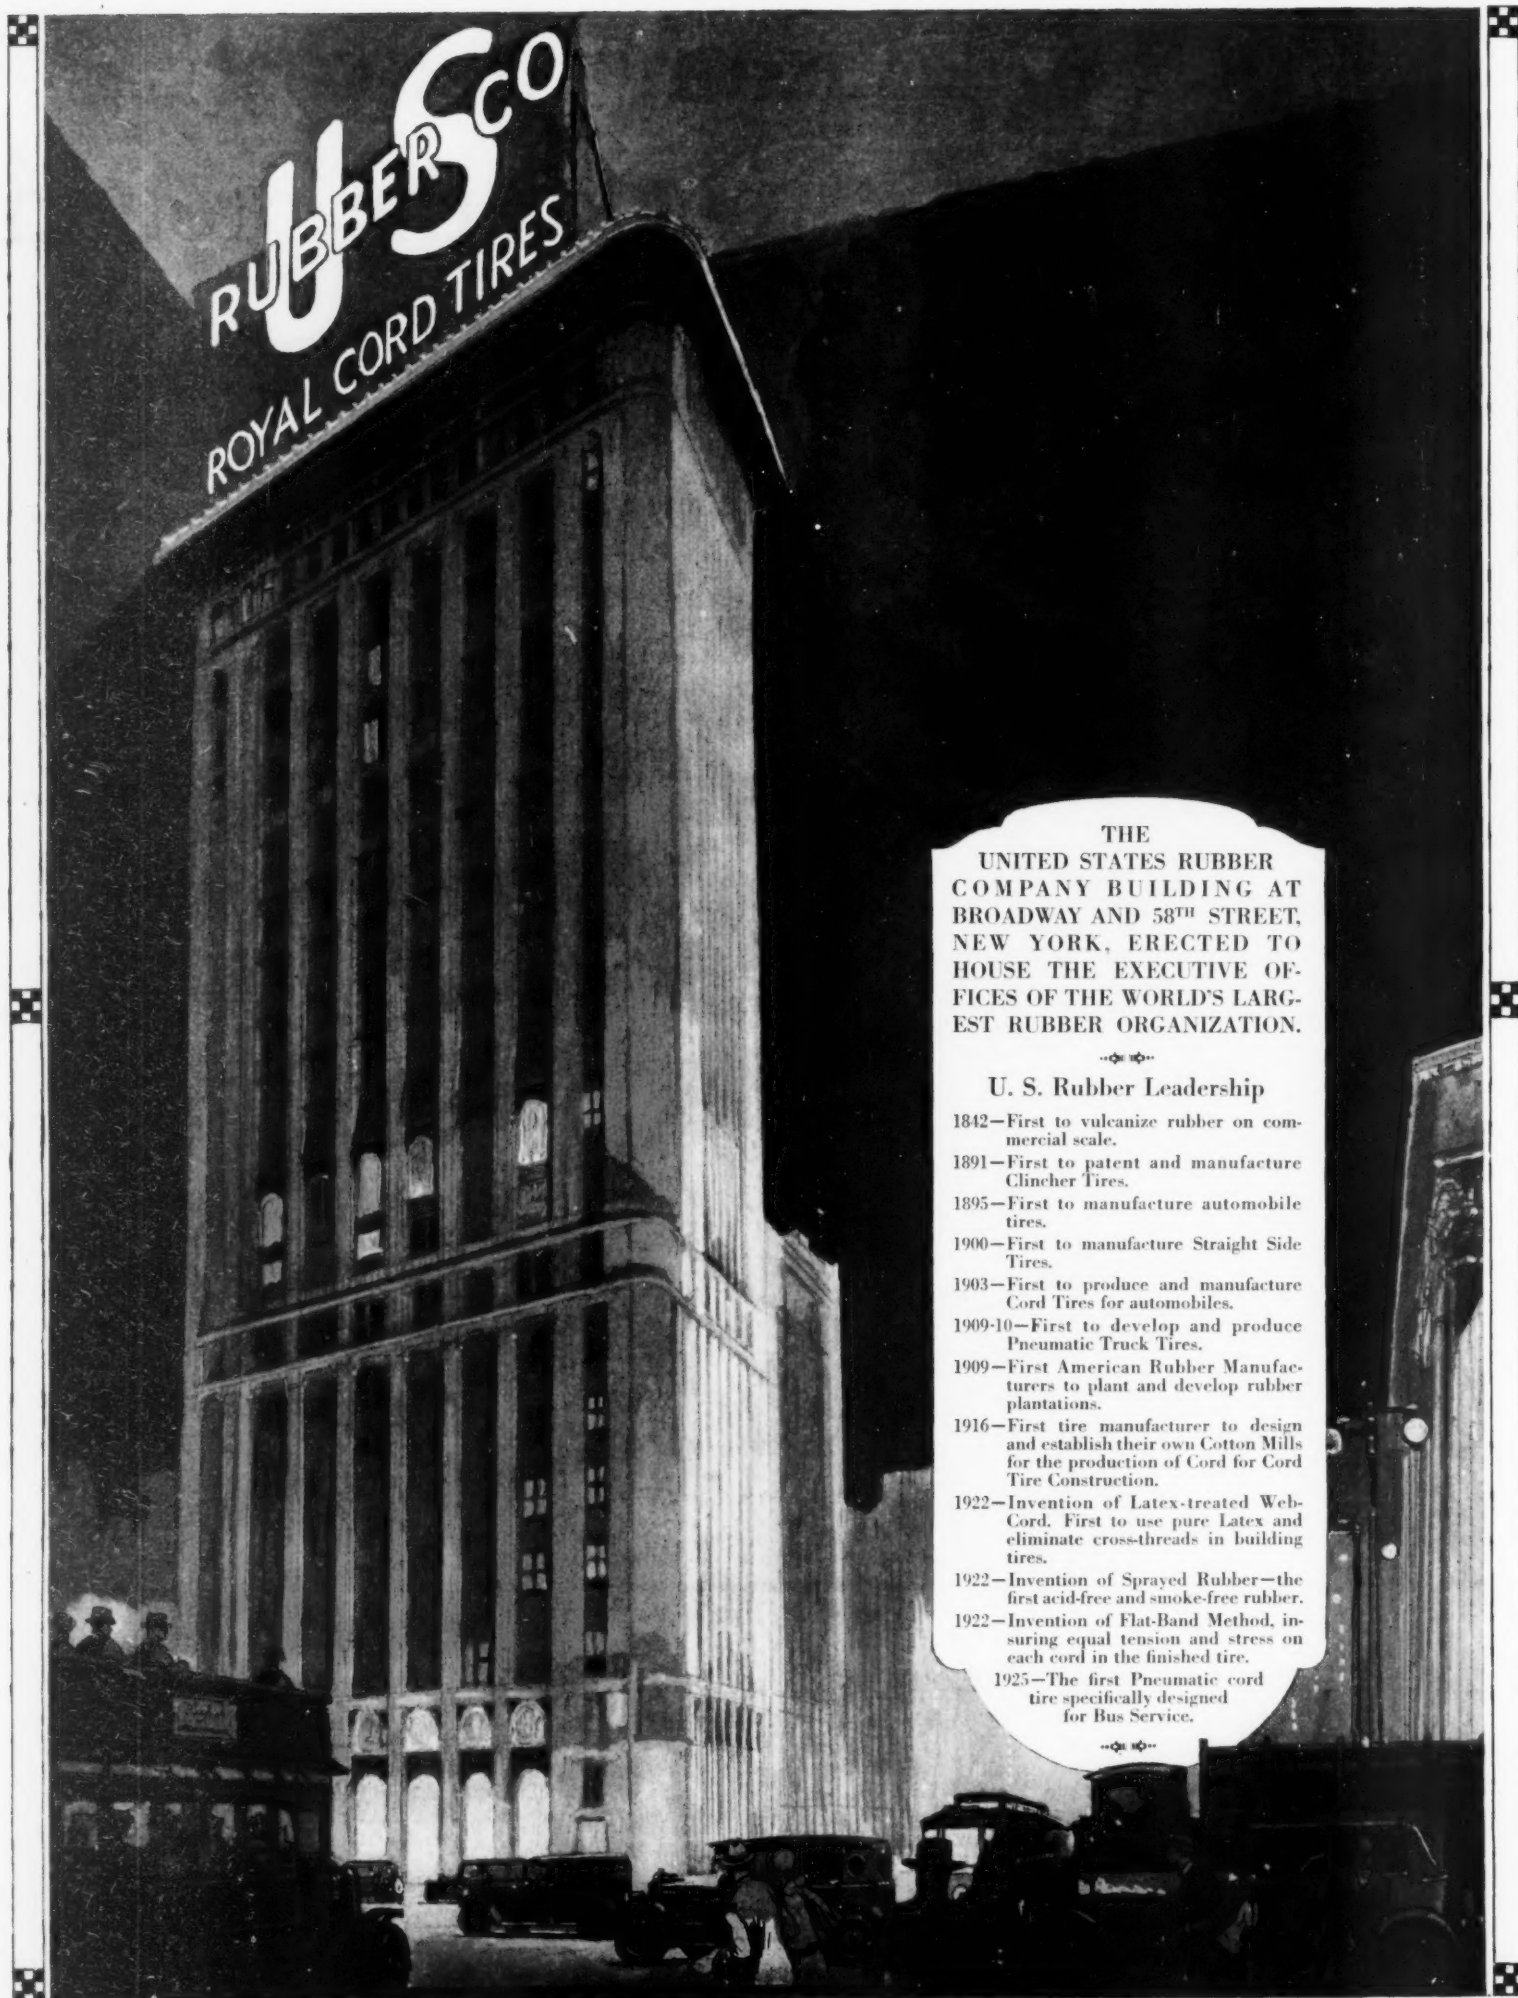 US
RUBBER CO
ROYAL CORD TIRES
THE
UNITED STATES RUBBER
COMPANY BUILDING AT
BROADWAY AND 58TH STREET,
NEW YORK, ERECTED TO
HOUSE THE EXECUTIVE OF-
FICES OF THE WORLD'S LARG-
EST RUBBER ORGANIZATION.
U. S. Rubber Leadership
1842—First to vulcanize rubber on com-
mercial scale.
1891—First to patent and manufacture
Clincher Tires.
1895—First to manufacture automobile
tires.
1900—First to manufacture Straight Side
Tires.
1903—First to produce and manufacture
Cord Tires for automobiles.
1909-10—First to develop and produce
Pneumatic Truck Tires.
1909—First American Rubber Manufac-
turers to plant and develop rubber
plantations.
1916—First tire manufacturer to design
and establish their own Cotton Mills
for the production of Cord for Cord
Tire Construction.
1922—Invention of Latex-treated Web-
Cord. First to use pure Latex and
eliminate cross-threads in building
tires.
1922—Invention of Sprayed Rubber—the
first acid-free and smoke-free rubber.
1922—Invention of Flat-Band Method, in-
suring equal tension and stress on
each cord in the finished tire.
1925—The first Pneumatic cord
tire specifically designed
for Bus Service.